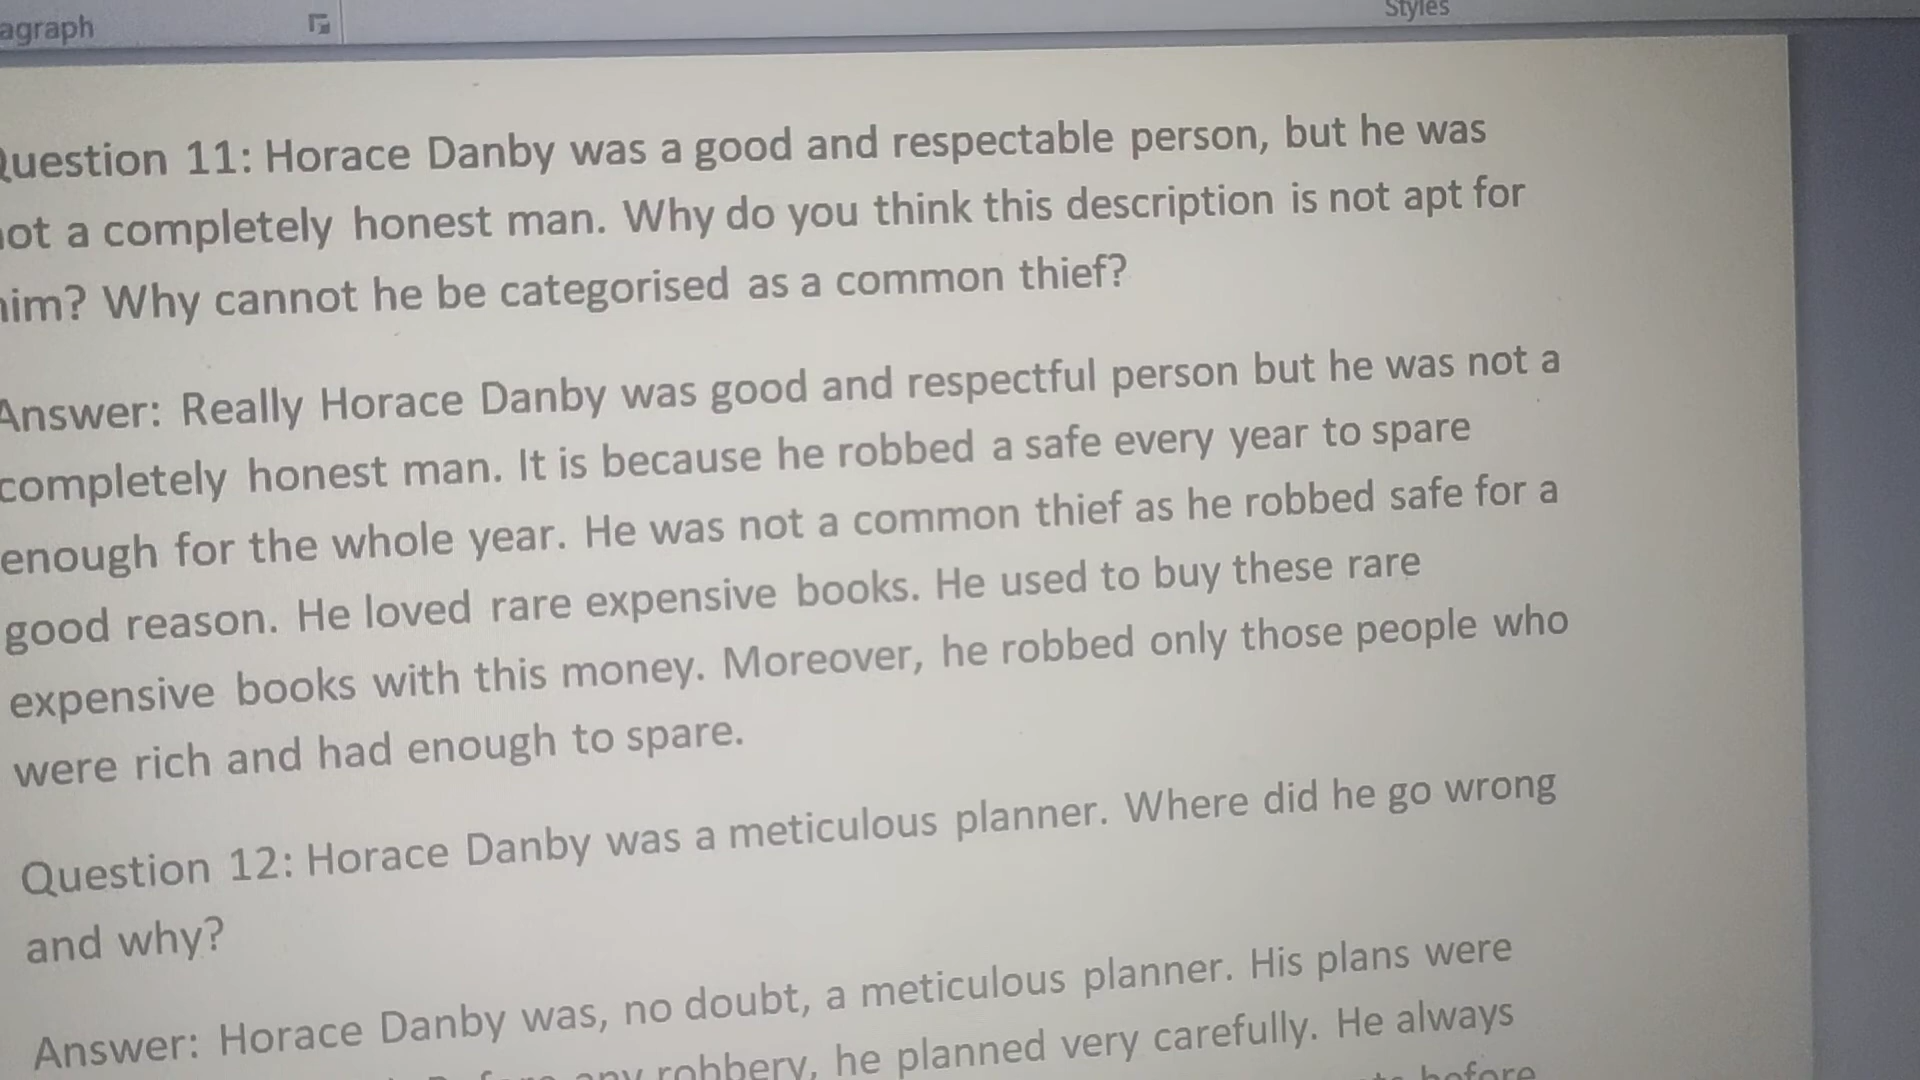 agraph
Styles
Question 11: Horace Danby was a good and respectable person, but he was
not a completely honest man. Why do you think this description is not apt for
him? Why cannot he be categorised as a common thief?
Answer: Really Horace Danby was good and respectful person but he was not a
completely honest man. It is because he robbed a safe every year to spare
enough for the whole year. He was not a common thief as he robbed safe for a
good reason. He loved rare expensive books. He used to buy these rare
expensive books with this money. Moreover, he robbed only those people who
were rich and had enough to spare.
Question 12: Horace Danby was a meticulous planner. Where did he go wrong
and why?
Answer: Horace Danby was, no doubt, a meticulous planner. His plans were
any robbery, he planned very carefully. He always
before